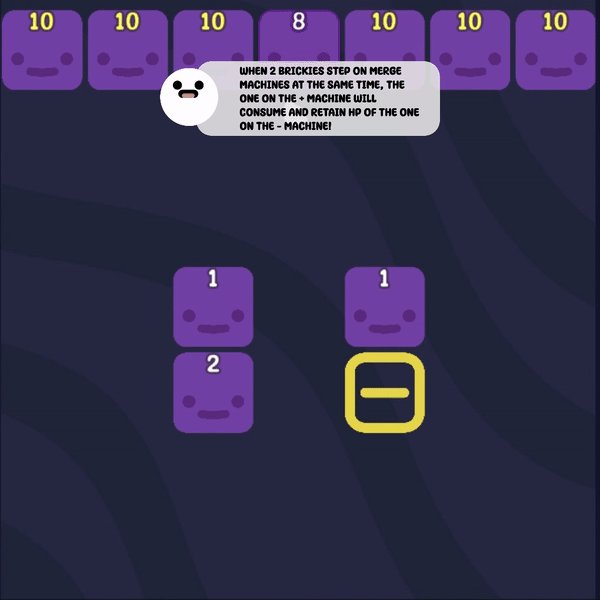 10 10 10 8 10 10 10
WHEN 2 BRICKIES STEP ON MERGE
MACHINES AT THE SAME TIME, THE
ONE ON THE + MACHINE WILL
CONSUME AND RETAIN HP OF THE ONE
ON THE - MACHINE!
1 1
2